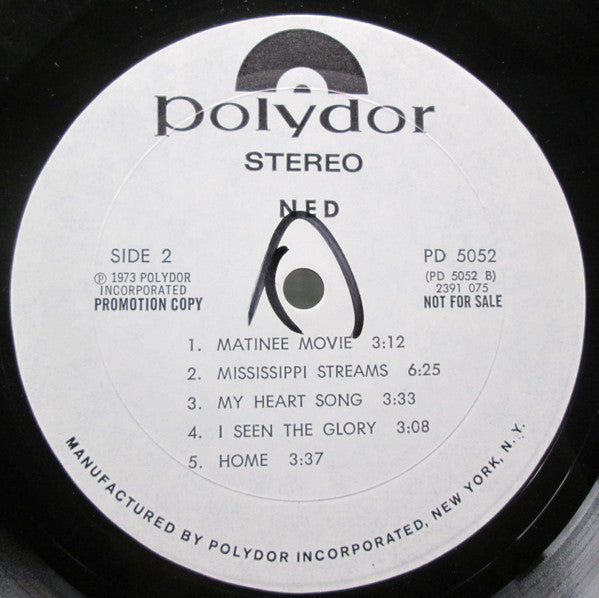 polydor
STEREO
NED
SIDE 2
℗ 1973 POLYDOR
INCORPORATED
PROMOTION COPY
PD 5052
(PD 5052 B)
2391 075
NOT FOR SALE
1. MATINEE MOVIE 3:12
2. MISSISSIPPI STREAMS 6:25
3. MY HEART SONG 3:33
4. I SEEN THE GLORY 3:08
5. HOME 3:37
MANUFACTURED BY POLYDOR INCORPORATED, NEW YORK, N.Y.